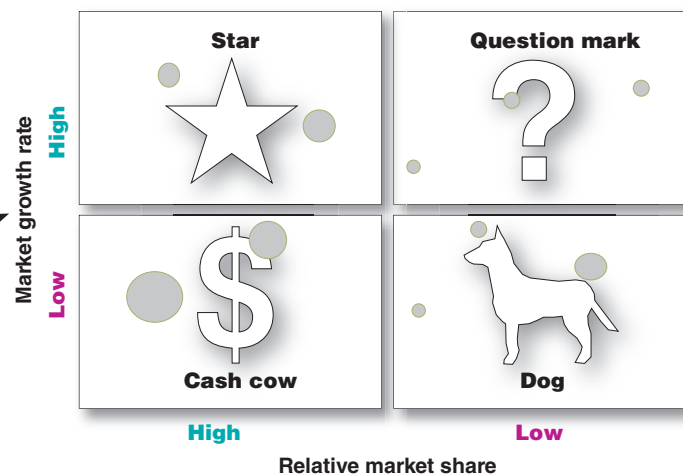 Star
Question mark
High
Market growth rate
Low
?
$
Cash cow
Dog
High
Low
Relative market share